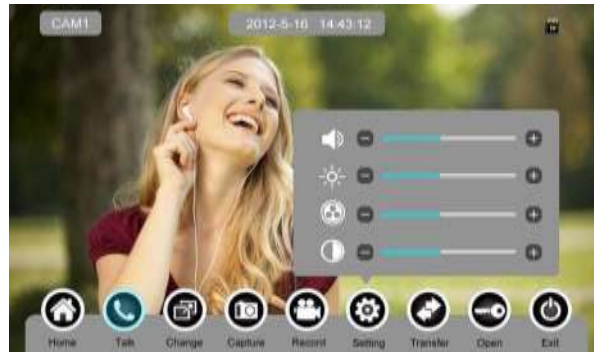 CAM1
2012-5-16 14:43:12
Home Talk Change Capture Record Setting Transfer Open Exit